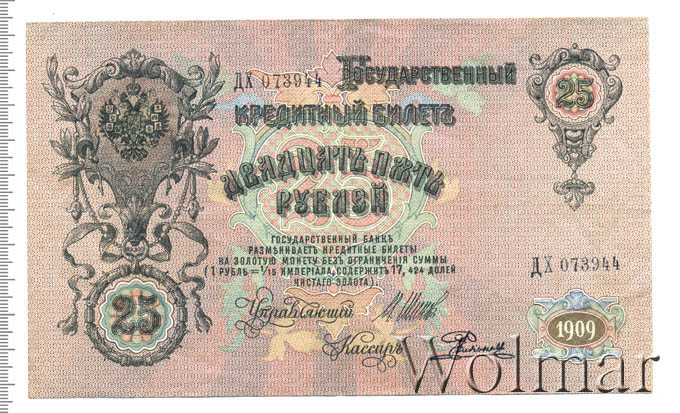 ДХ 073944 Государственный
25
Кредитный Билетъ
Двадцать пять
Рублей
ГОСУДАРСТВЕННЫЙ БАНКЪ
РАЗМѢНИВАЕТЪ КРЕДИТНЫЕ БИЛЕТЫ
НА ЗОЛОТУЮ МОНЕТУ БЕЗЪ ОГРАНИЧЕНІЯ СУММЫ
(1 РУБЛЬ = 1/15 ИМПЕРІАЛА, СОДЕРЖИТЪ 17,424 ДОЛЕЙ
ЧИСТАГО ЗОЛОТА).
ДХ 073944
25
Управляющій
Кассиръ
1909
Wolmar